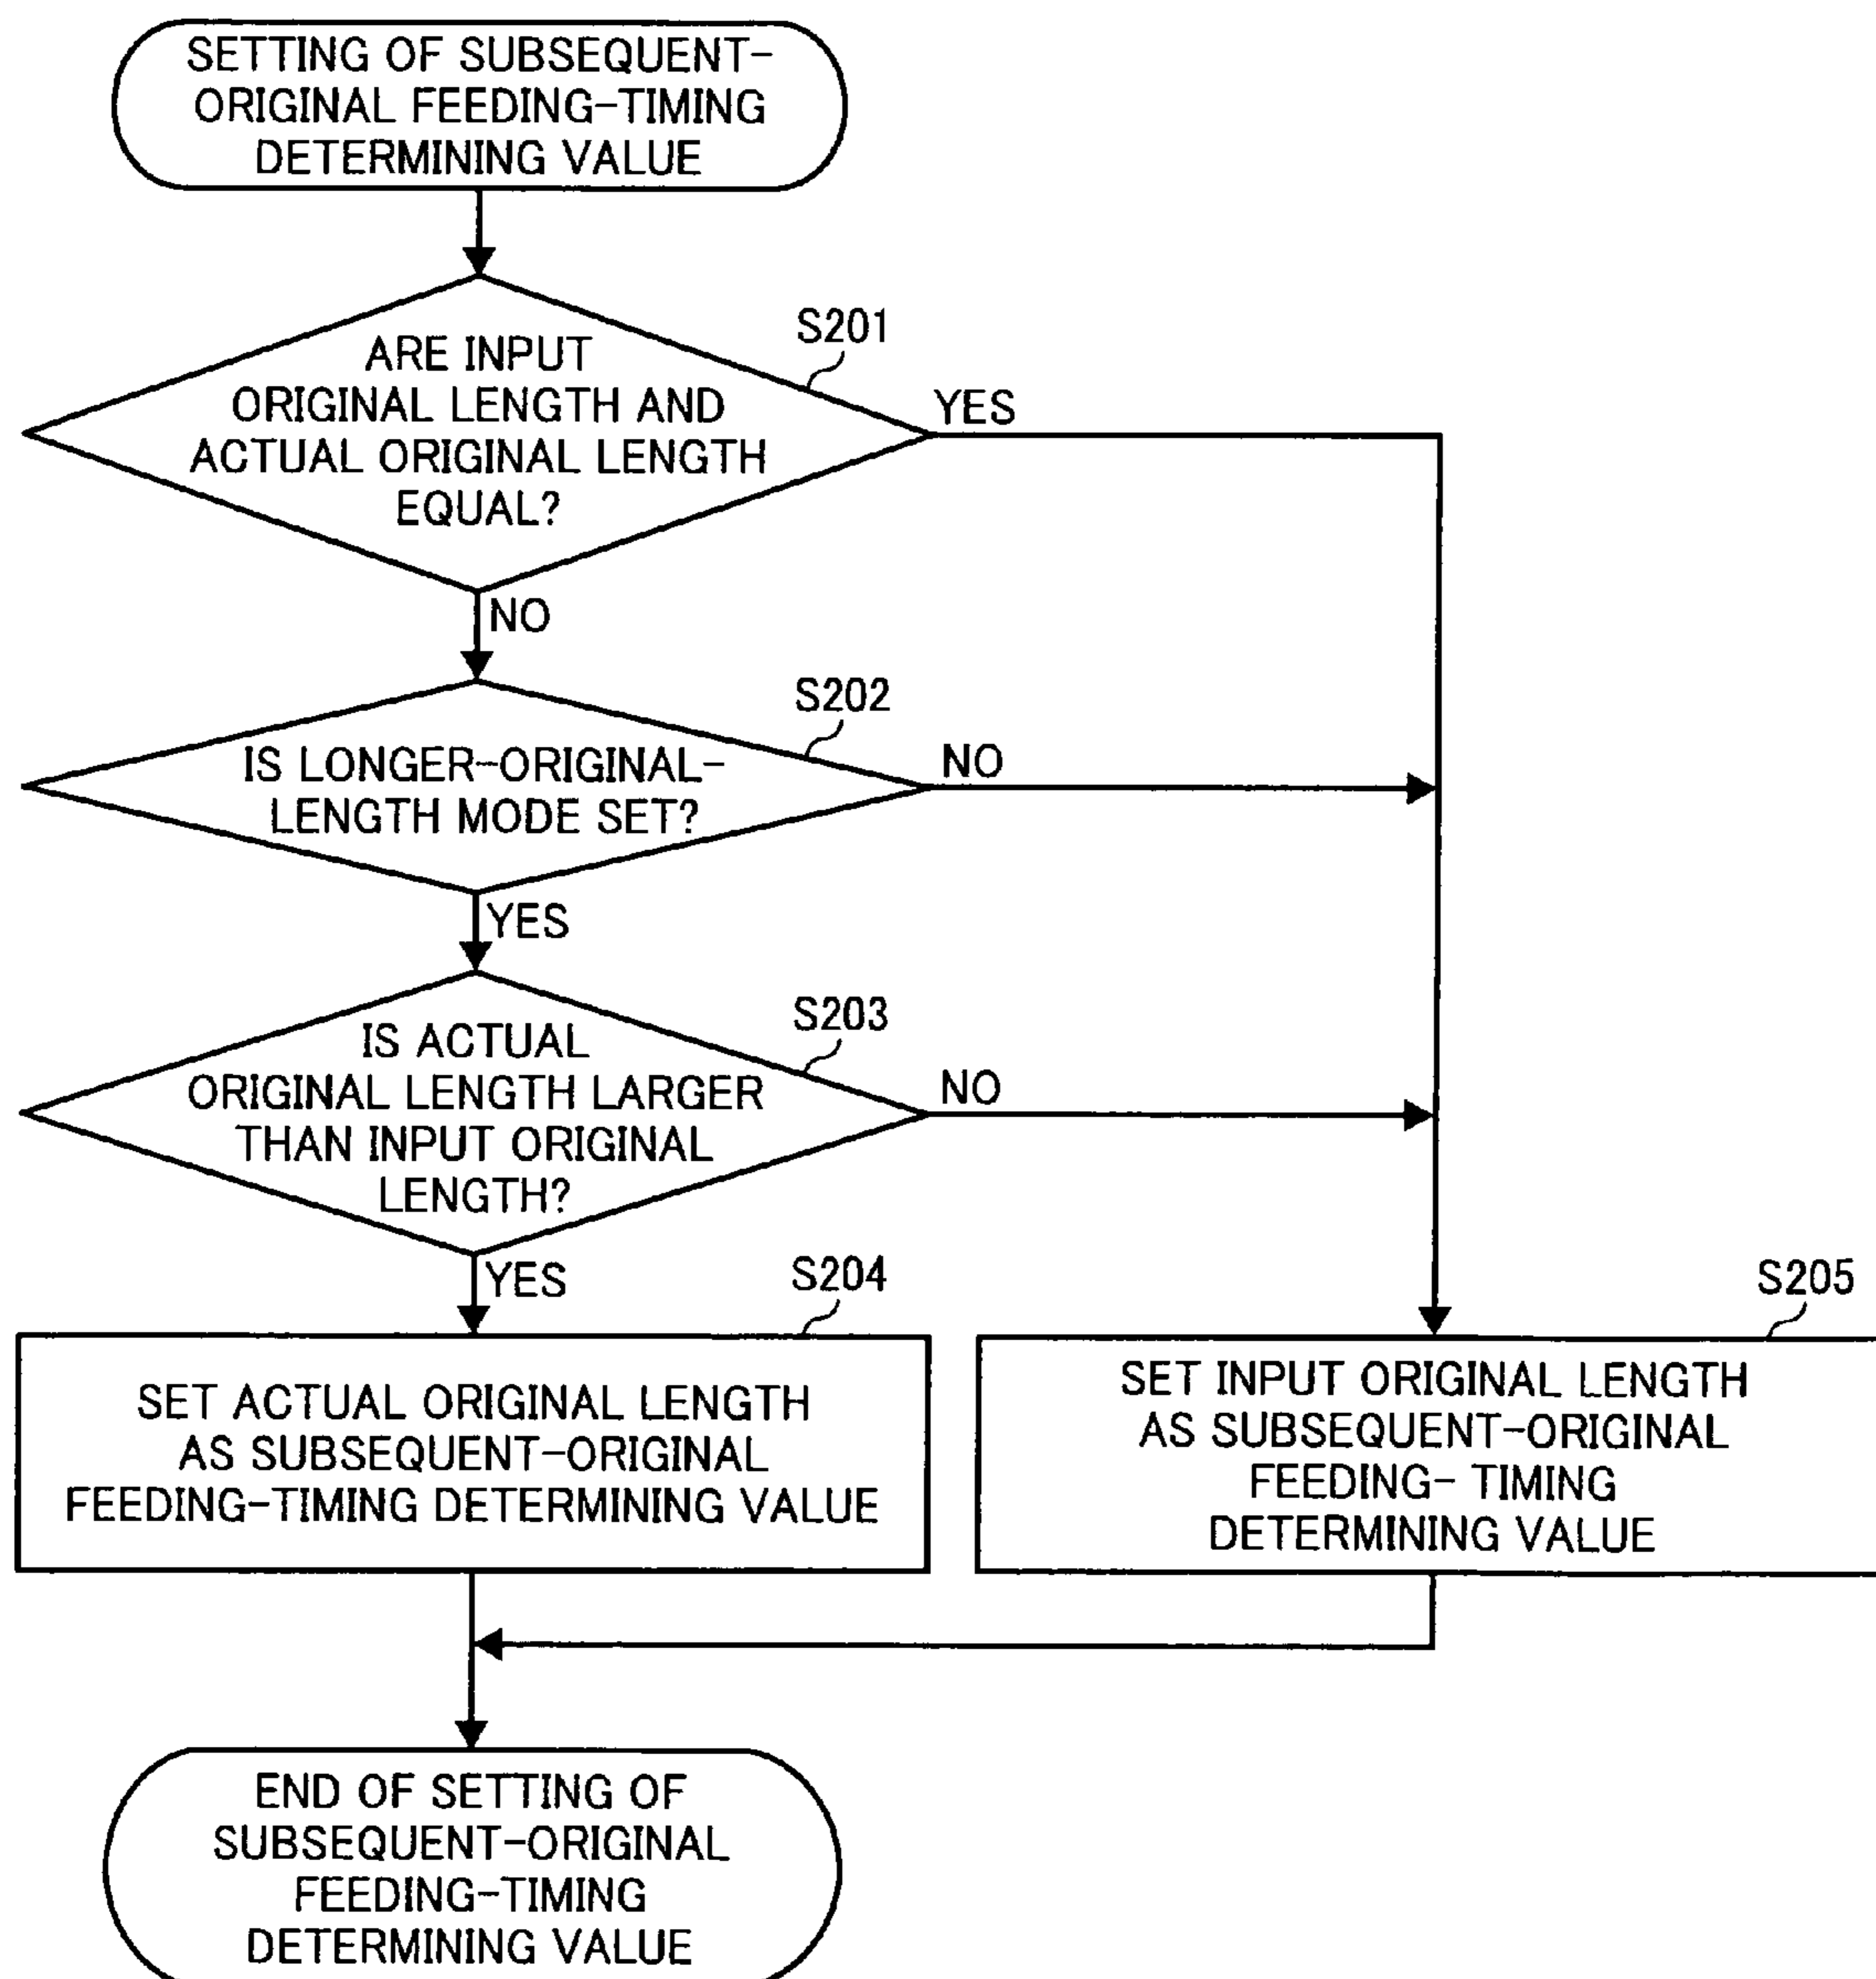 SETTING OF SUBSEQUENT-
ORIGINAL FEEDING-TIMING
DETERMINING VALUE
S201
ARE INPUT
ORIGINAL LENGTH AND
ACTUAL ORIGINAL LENGTH
EQUAL?
YES
NO
S202
IS LONGER-ORIGINAL-
LENGTH MODE SET?
NO
YES
S203
IS ACTUAL
ORIGINAL LENGTH LARGER
THAN INPUT ORIGINAL
LENGTH?
NO
YES
S204
SET ACTUAL ORIGINAL LENGTH
AS SUBSEQUENT-ORIGINAL
FEEDING-TIMING DETERMINING VALUE
S205
SET INPUT ORIGINAL LENGTH
AS SUBSEQUENT-ORIGINAL
FEEDING- TIMING
DETERMINING VALUE
END OF SETTING OF
SUBSEQUENT-ORIGINAL
FEEDING-TIMING
DETERMINING VALUE